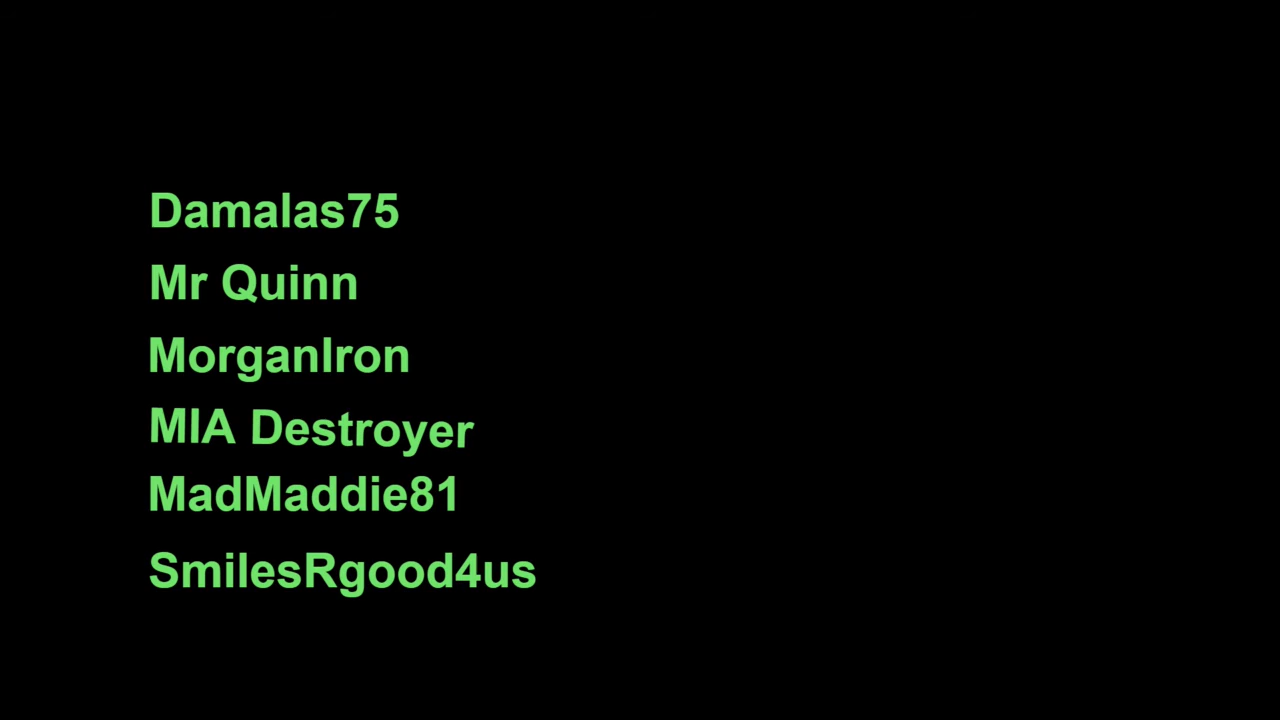 Damalas75
Mr Quinn
MorganIron
MIA Destroyer
MadMaddie81
SmilesRgood4us